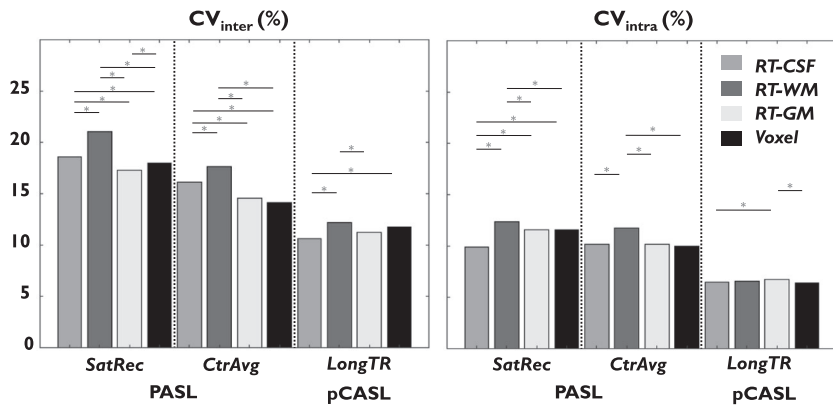 CVinter (%)
CVintra (%)
25
20
15
10
5
0
RT-CSF
RT-WM
RT-GM
Voxel
* * * * * *
* * * * *
* * *
* * * * *
* * *
* *
SatRec CtrAvg LongTR
PASL pCASL
SatRec CtrAvg LongTR
PASL pCASL